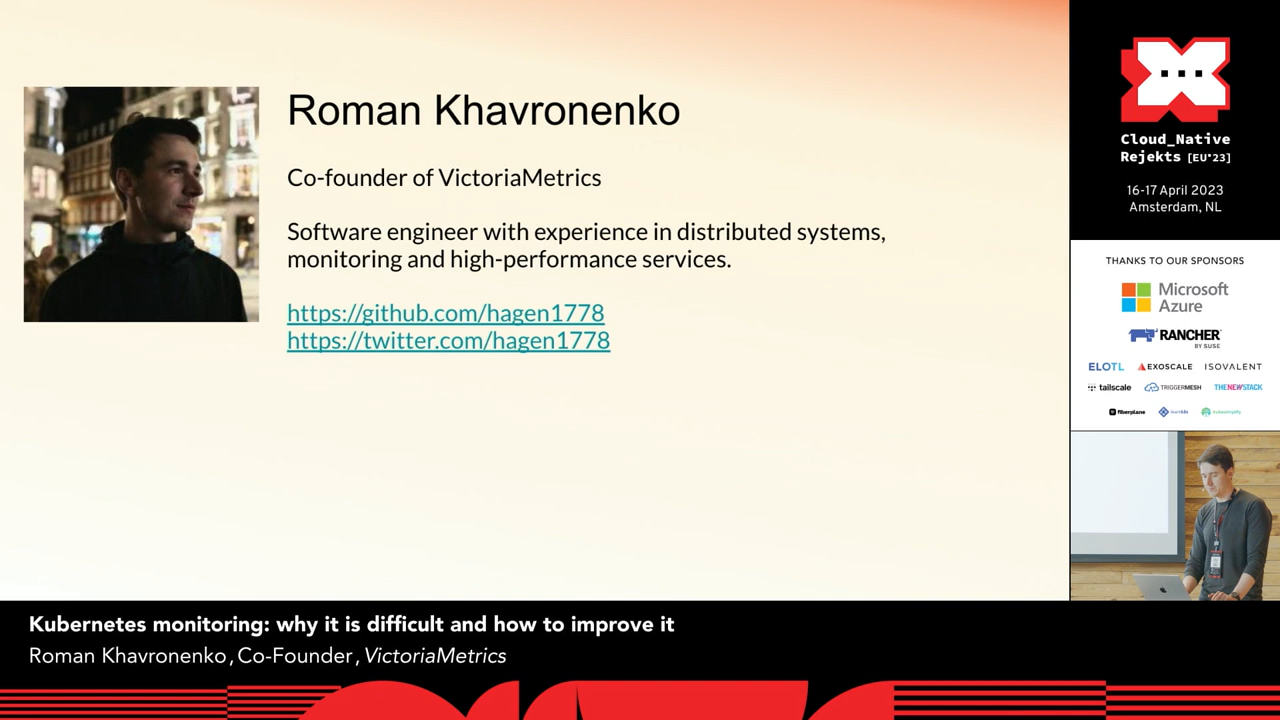 Roman Khavronenko
Co-founder of VictoriaMetrics
Software engineer with experience in distributed systems,
monitoring and high-performance services.
https://github.com/hagen1778
https://twitter.com/hagen1778
Cloud_Native
Rejekts [EU'23]
16-17 April 2023
Amsterdam, NL
THANKS TO OUR SPONSORS
Microsoft
Azure
RANCHER
BY SUSE
ELOTL
EXOSCALE
ISOVALENT
tailscale
TRIGGERMESH
THENEWSTACK
fiberplane
Kubernetes monitoring: why it is difficult and how to improve it
Roman Khavronenko, Co-Founder, VictoriaMetrics